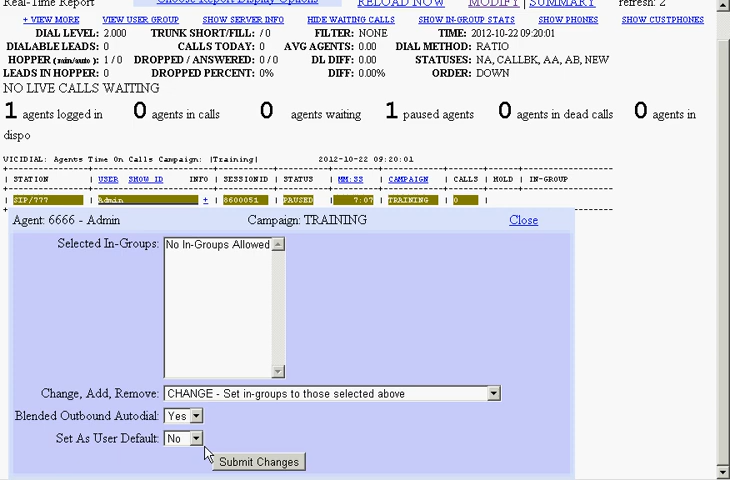 Real-Time Report Choose Report Display Options RELOAD NOW MODIFY | SUMMARY refresh: 2
+ VIEW MORE + VIEW USER GROUP SHOW SERVER INFO HIDE WAITING CALLS SHOW IN-GROUP STATS SHOW PHONES SHOW CUSTPHONES
DIAL LEVEL: 2.000 TRUNK SHORT/FILL: / 0 FILTER: NONE TIME: 2012-10-22 09:20:01
DIALABLE LEADS: 0 CALLS TODAY: 0 AVG AGENTS: 0.00 DIAL METHOD: RATIO
HOPPER (min/auto): 1 / 0 DROPPED / ANSWERED: 0 / 0 DL DIFF: 0.00 STATUSES: NA, CALLBK, AA, AB, NEW
LEADS IN HOPPER: 0 DROPPED PERCENT: 0% DIFF: 0.00% ORDER: DOWN
NO LIVE CALLS WAITING
1 agents logged in 0 agents in calls 0 agents waiting 1 paused agents 0 agents in dead calls 0 agents in
dispo
VICIDIAL: Agents Time On Calls Campaign: |Training| 2012-10-22 09:20:01
| STATION | USER SHOW ID INFO | SESSIONID | STATUS | MM:SS | CAMPAIGN | CALLS | HOLD | IN-GROUP
| SIP/777 | Admin + | 8600051 | PAUSED | 7:07 | TRAINING | 0 |
Agent: 6666 - Admin Campaign: TRAINING Close
Selected In-Groups: No In-Groups Allowed
Change, Add, Remove: CHANGE - Set in-groups to those selected above
Blended Outbound Autodial: Yes
Set As User Default: No
Submit Changes